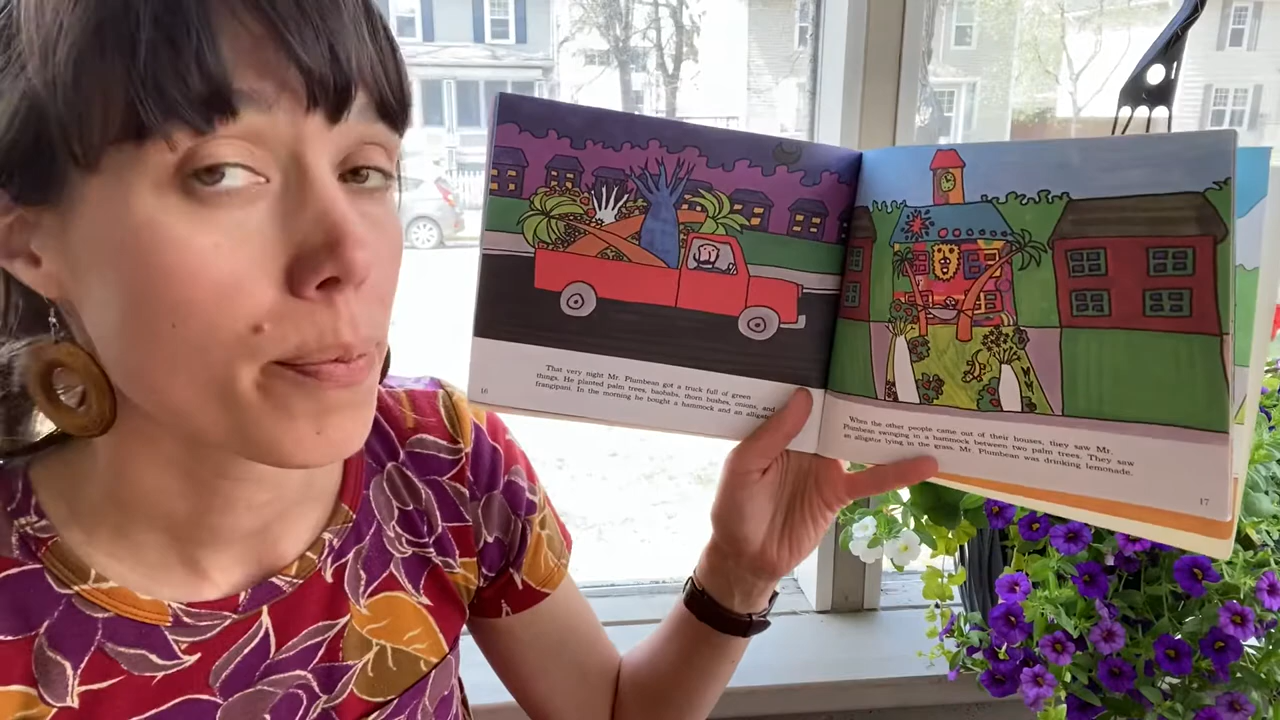 That very night Mr. Plumbean got a truck full of green
things. He planted palm trees, baobabs, thorn bushes, onions, and
frangipani. In the morning he bought a hammock and an alligator.
16
When the other people came out of their houses, they saw Mr.
Plumbean swinging in a hammock between two palm trees. They saw
an alligator lying in the grass. Mr. Plumbean was drinking lemonade.
17